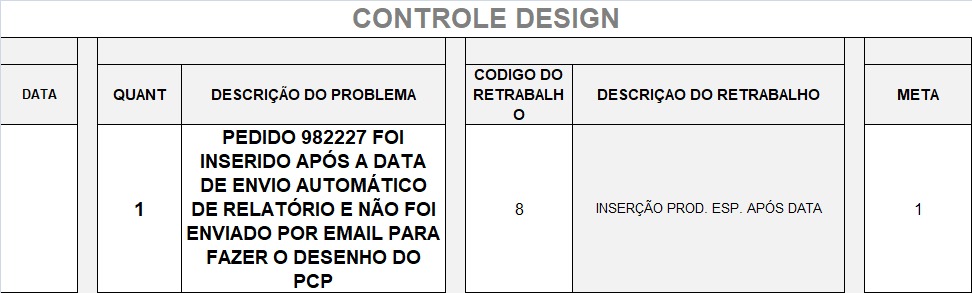 CONTROLE DESIGN
DATA
QUANT
DESCRIÇÃO DO PROBLEMA
CODIGO DO
RETRABALH
O
DESCRIÇAO DO RETRABALHO
META
1
PEDIDO 982227 FOI
INSERIDO APÓS A DATA
DE ENVIO AUTOMÁTICO
DE RELATÓRIO E NÃO FOI
ENVIADO POR EMAIL PARA
FAZER O DESENHO DO
PCP
8
INSERÇÃO PROD. ESP. APÓS DATA
1